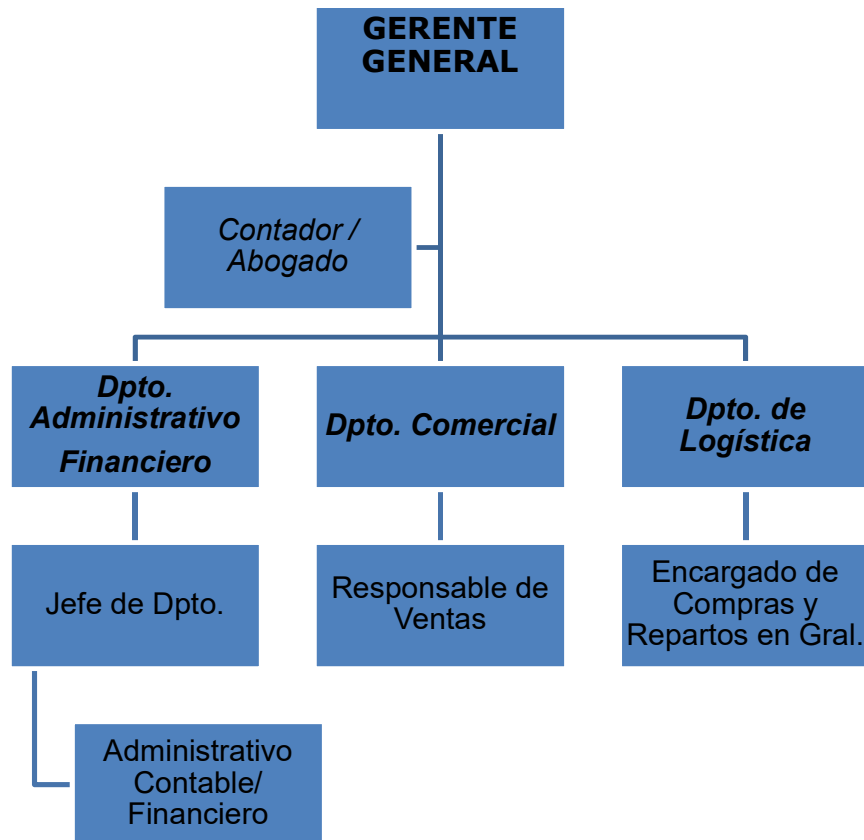 GERENTE
GENERAL
Contador /
Abogado
Dpto.
Administrativo
Financiero
Dpto. Comercial
Dpto. de
Logística
Jefe de Dpto.
Responsable de
Ventas
Encargado de
Compras y
Repartos en Gral.
Administrativo
Contable/
Financiero